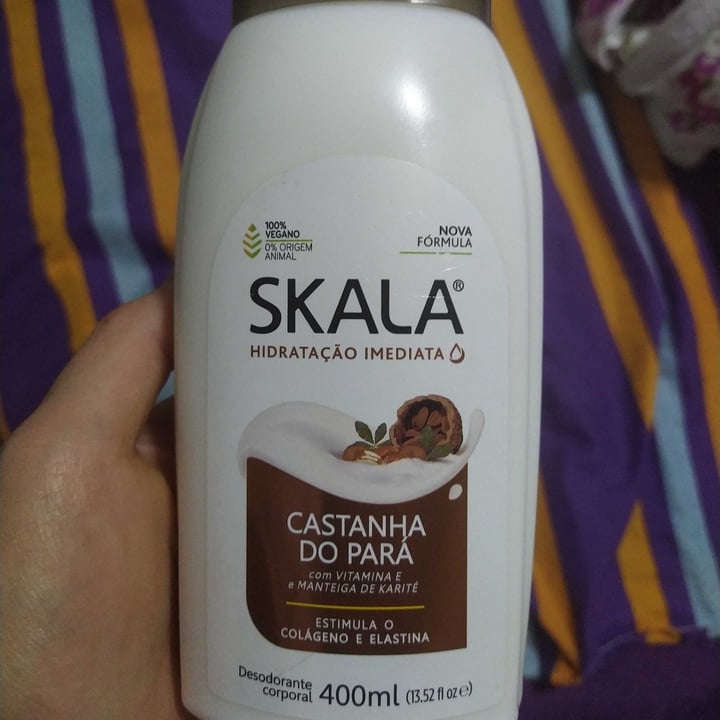 100%
VEGANO
0% ORIGEM
ANIMAL
NOVA
FÓRMULA
SKALA®
HIDRATAÇÃO IMEDIATA
CASTANHA
DO PARÁ
com VITAMINA E
e MANTEIGA DE KARITÉ
ESTIMULA O
COLÁGENO E ELASTINA
Desodorante
corporal 400ml (13.52 fl oz ℮)